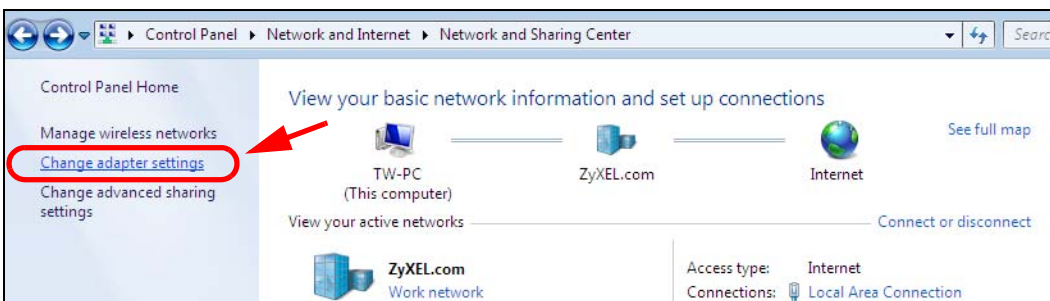 Control Panel Network and Internet Network and Sharing Center
Control Panel Home
Manage wireless networks
Change adapter settings
Change advanced sharing
settings
View your basic network information and set up connections
See full map
TW-PC
(This computer)
ZyXEL.com
Internet
View your active networks
Connect or disconnect
ZyXEL.com
Work network
Access type: Internet
Connections: Local Area Connection